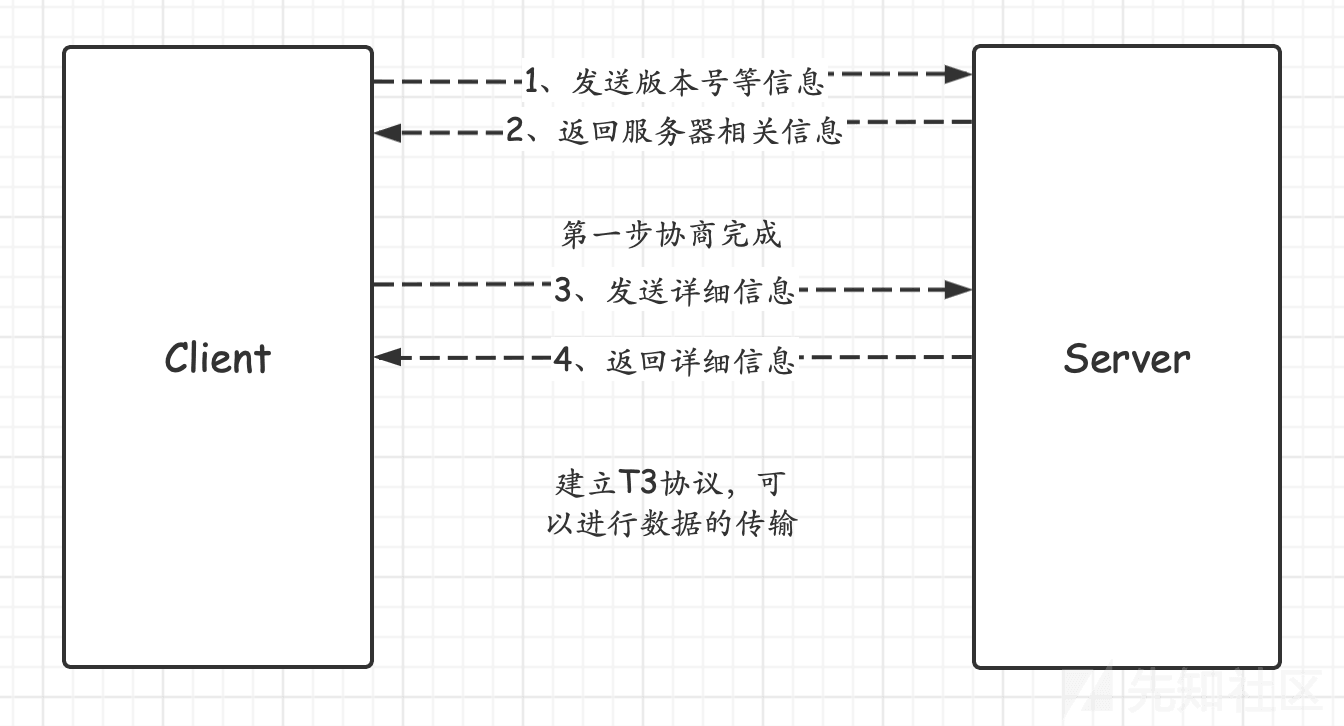 1、发送版本号等信息
2、返回服务器相关信息
第一步协商完成
3、发送详细信息
Client
4、返回详细信息
Server
建立T3协议，可
以进行数据的传输
先知社区